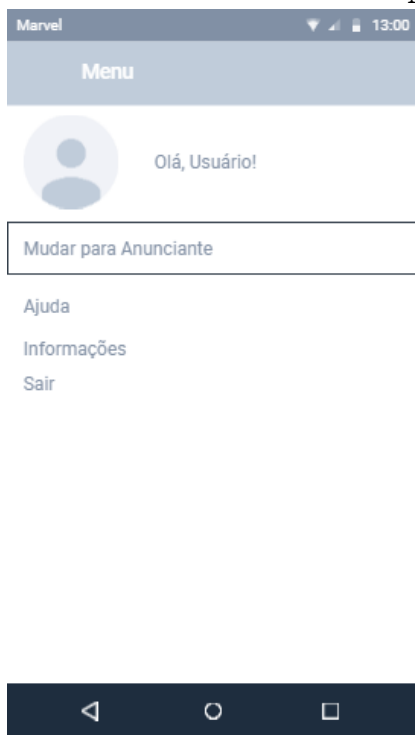 Marvel 13:00
Menu
Olá, Usuário!
Mudar para Anunciante
Ajuda
Informações
Sair